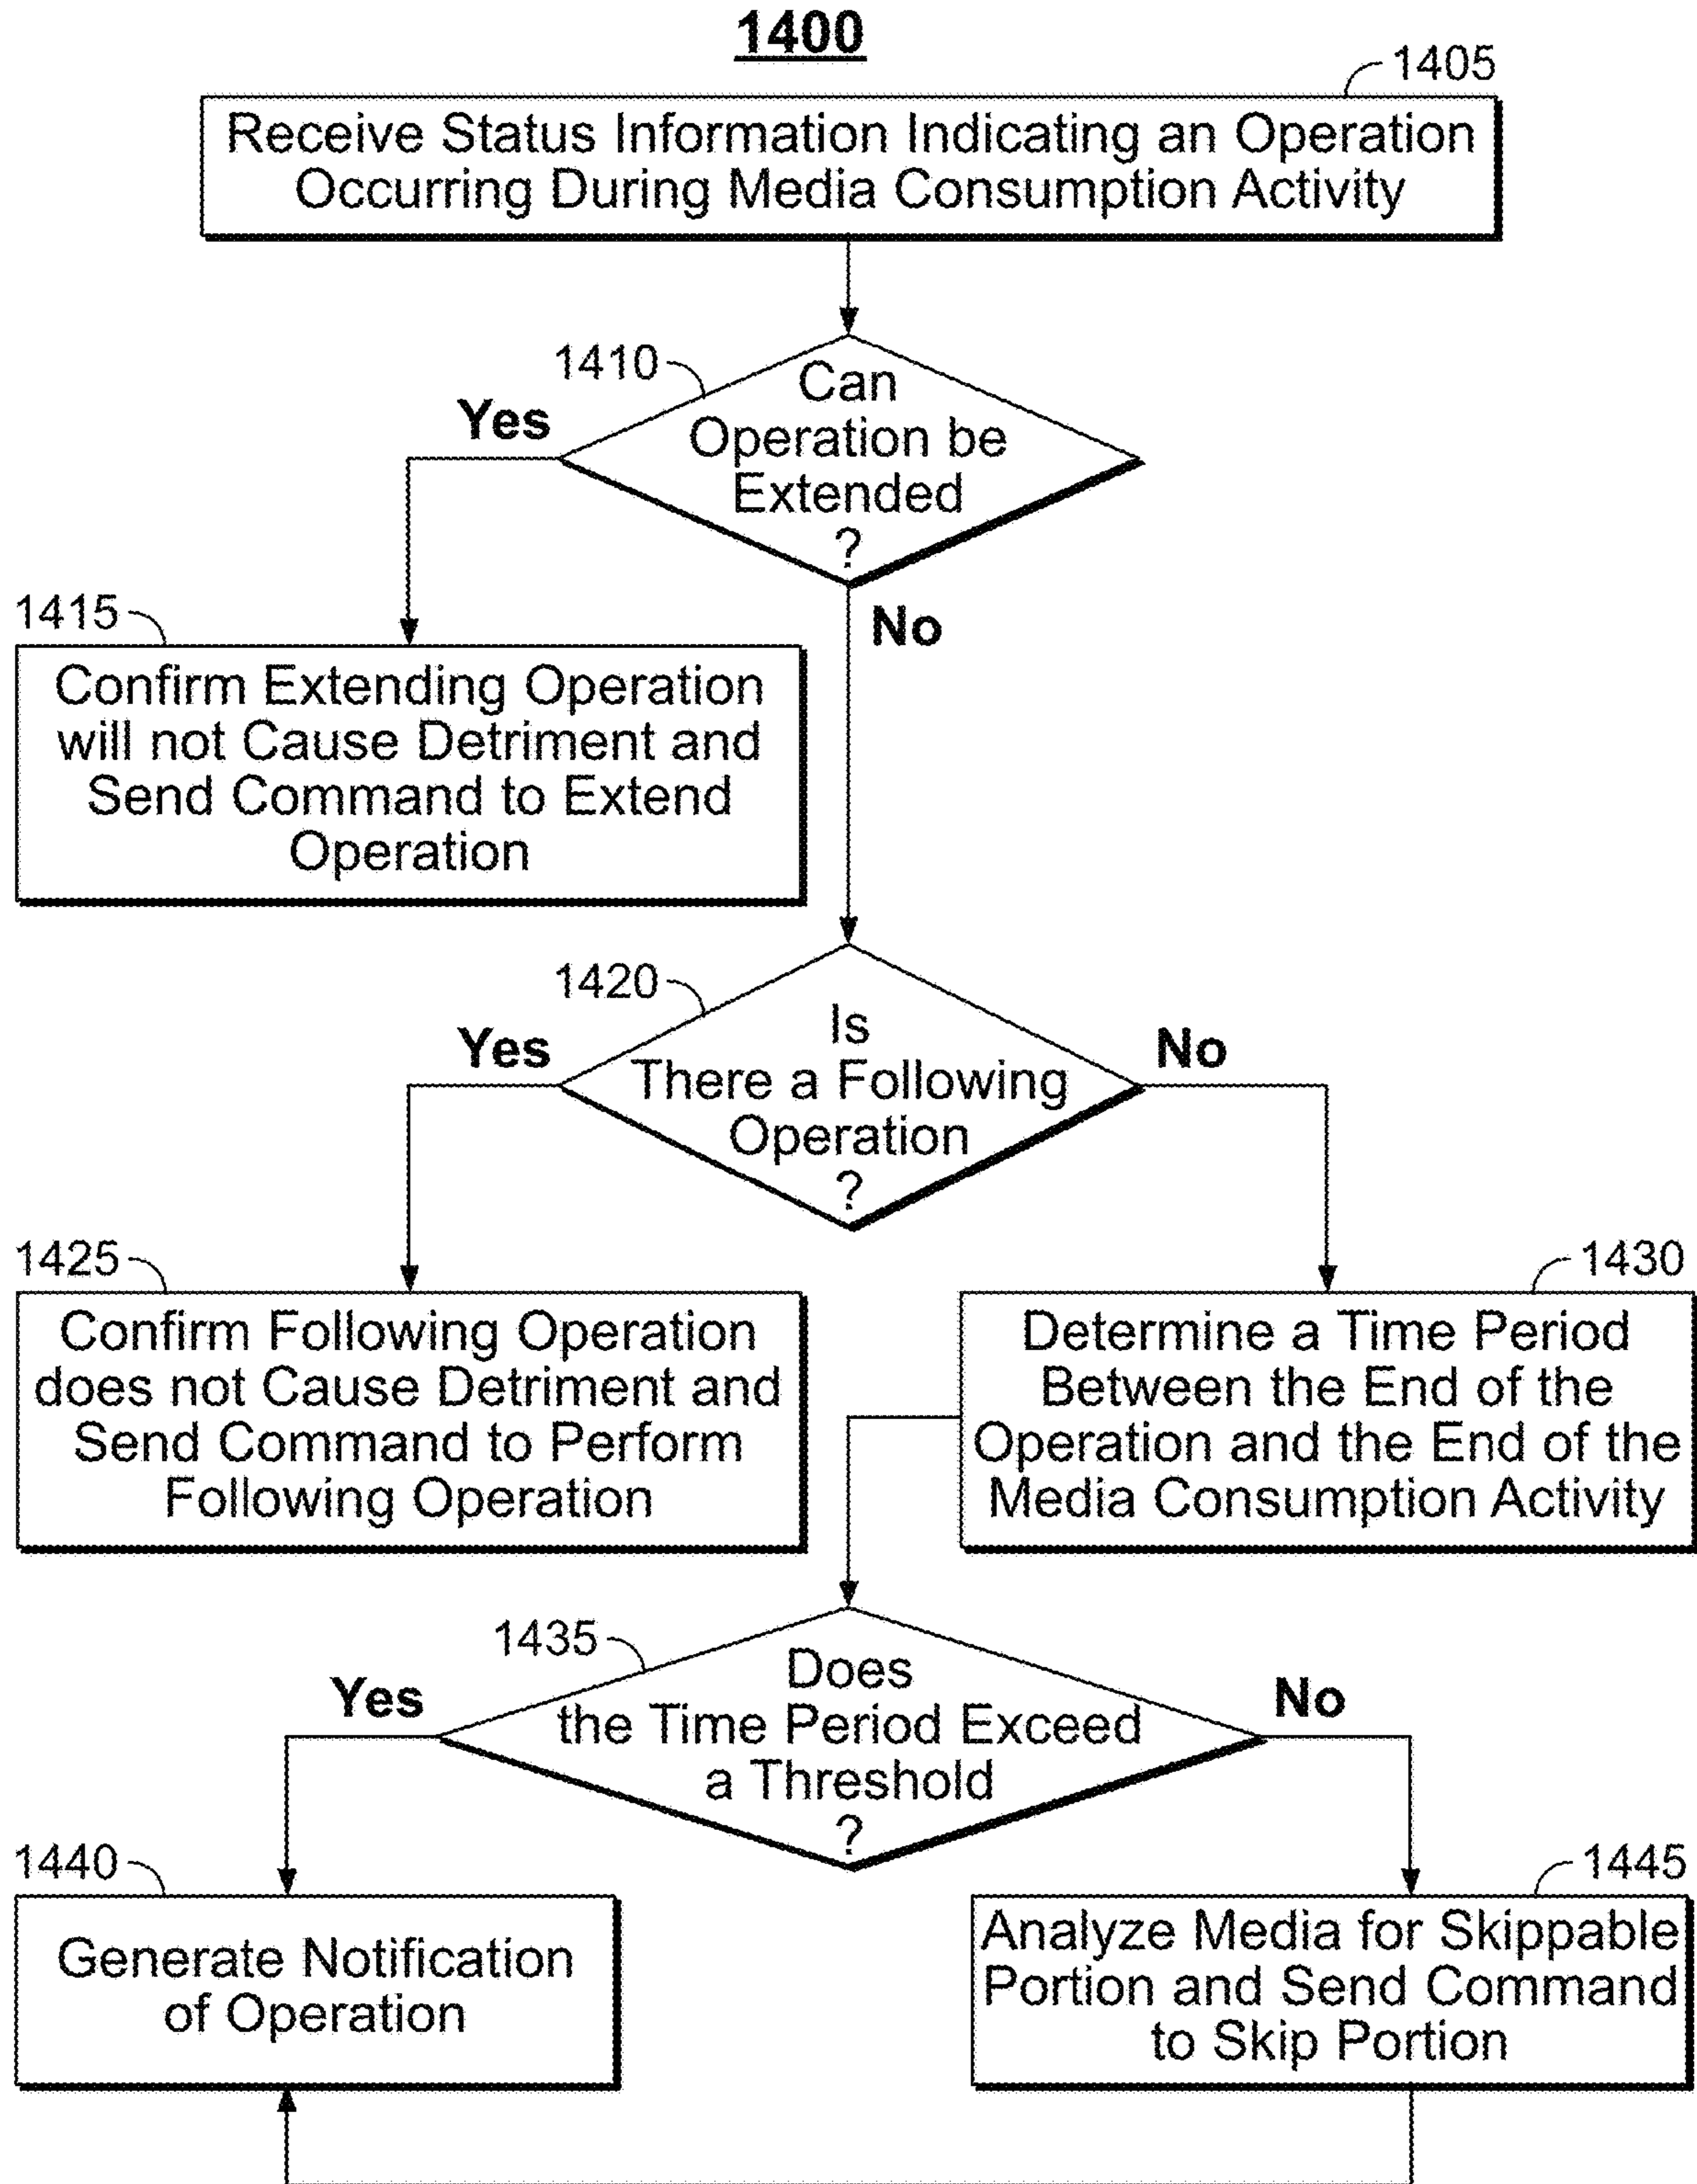 1400
1405
Receive Status Information Indicating an Operation
Occurring During Media Consumption Activity
1410
Can
Operation be
Extended
?
Yes
No
1415
Confirm Extending Operation
will not Cause Detriment and
Send Command to Extend
Operation
1420
Is
There a Following
Operation
?
Yes
No
1425
Confirm Following Operation
does not Cause Detriment and
Send Command to Perform
Following Operation
1430
Determine a Time Period
Between the End of the
Operation and the End of the
Media Consumption Activity
1435
Does
the Time Period Exceed
a Threshold
?
Yes
No
1440
Generate Notification
of Operation
1445
Analyze Media for Skippable
Portion and Send Command
to Skip Portion